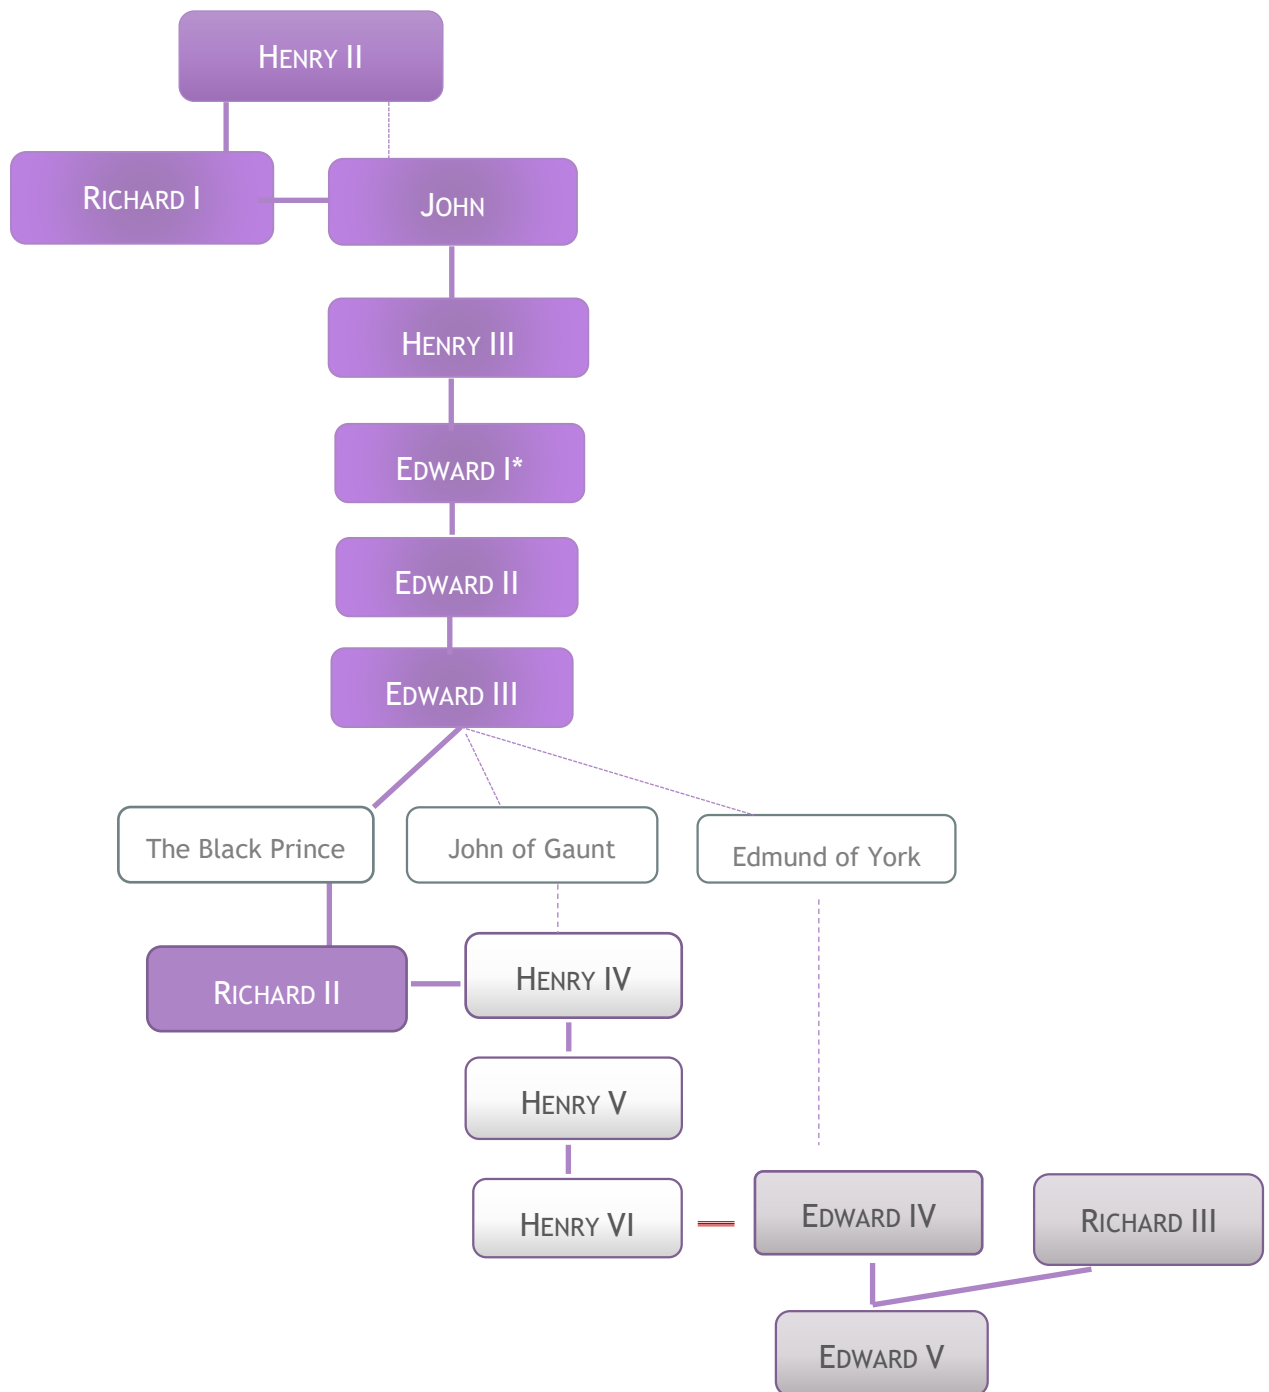 HENRY II
RICHARD I
JOHN
HENRY III
EDWARD I*
EDWARD II
EDWARD III
The Black Prince
John of Gaunt
Edmund of York
RICHARD II
HENRY IV
HENRY V
HENRY VI
EDWARD IV
RICHARD III
EDWARD V